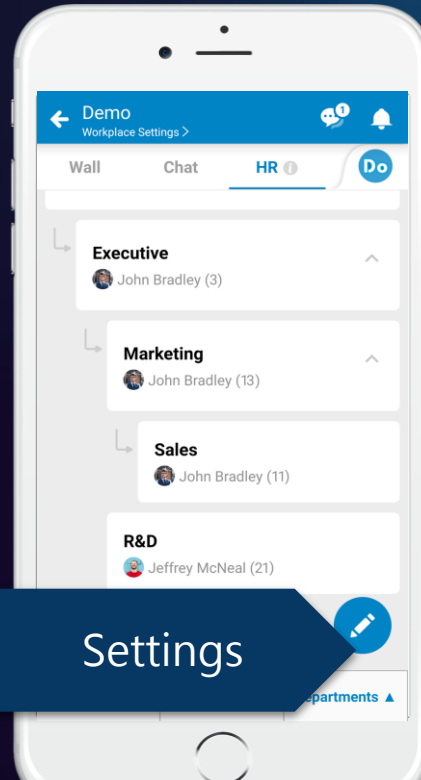 Demo
Workplace Settings >
1
Wall Chat HR Do
Executive
John Bradley (3)
Marketing
John Bradley (13)
Sales
John Bradley (11)
R&D
Jeffrey McNeal (21)
Settings
partments ▲